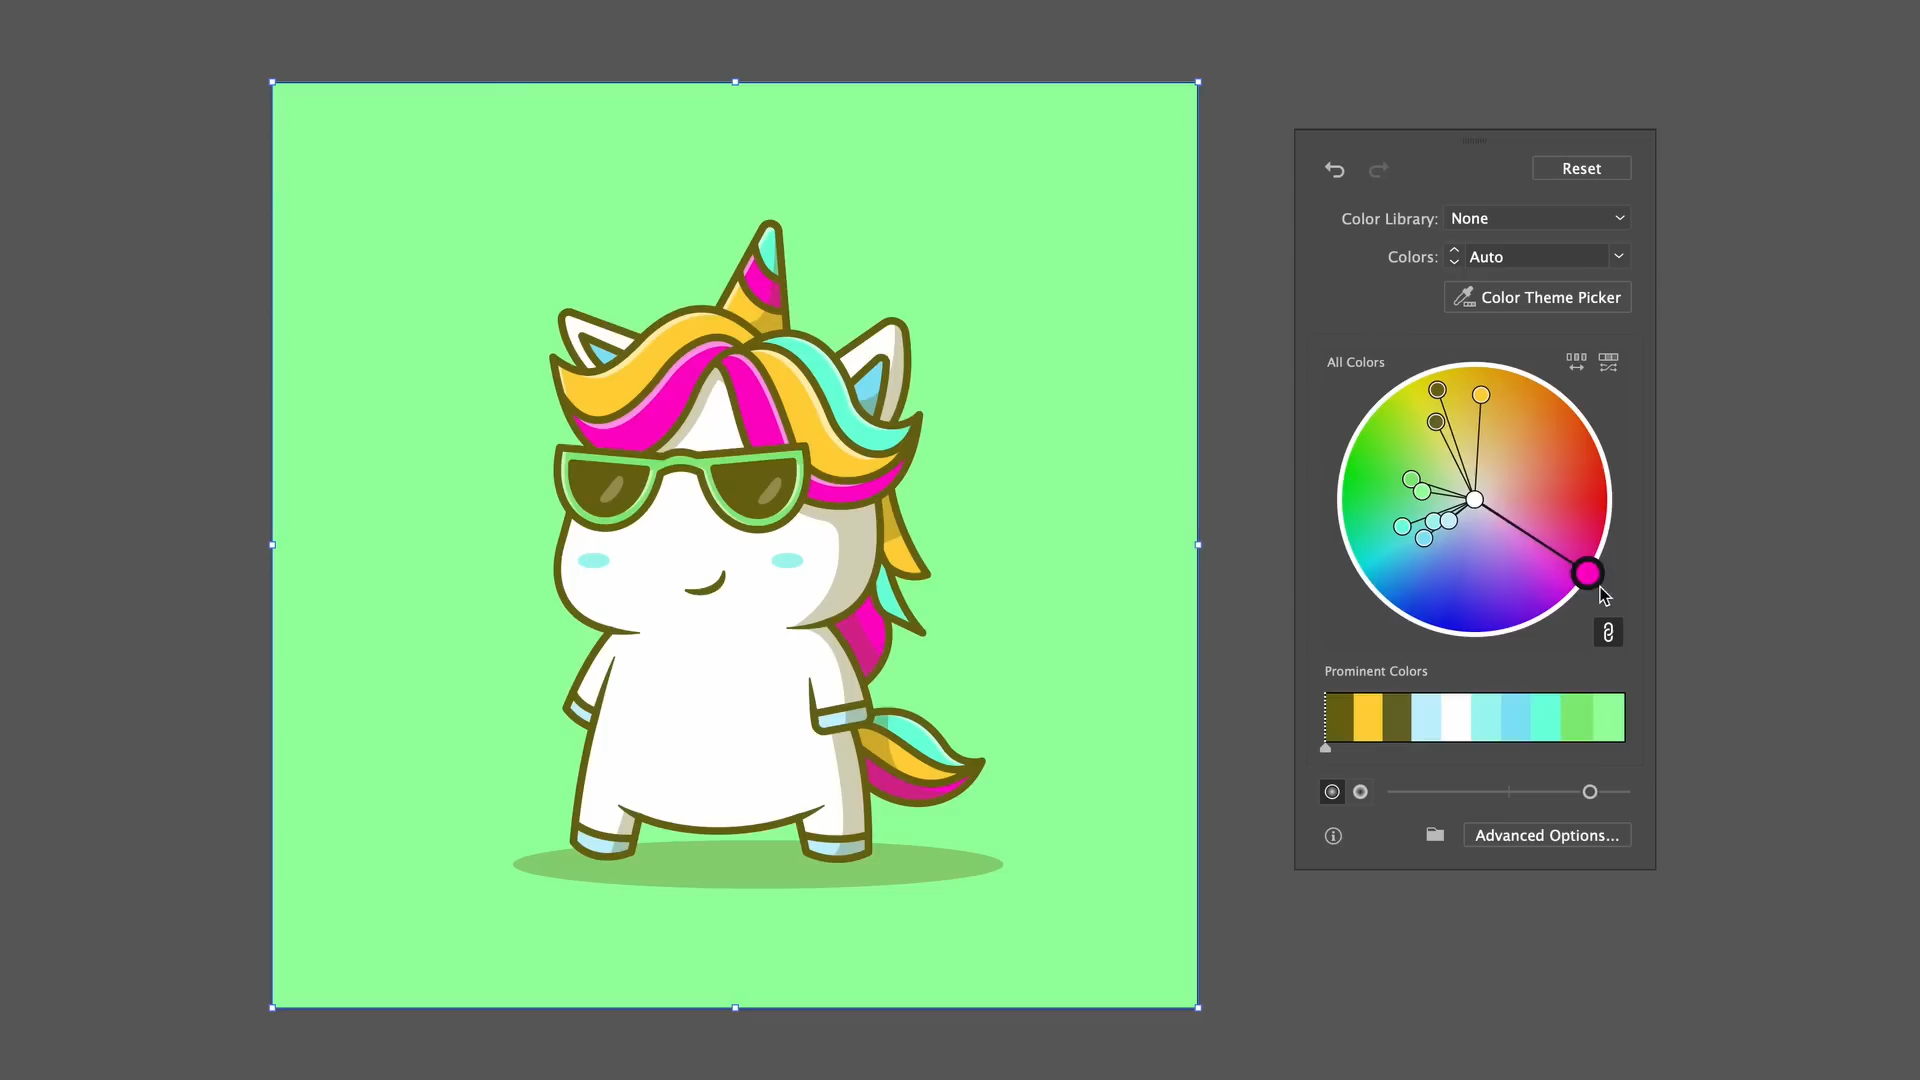 Reset
Color Library: None
Colors: Auto
Color Theme Picker
All Colors
Prominent Colors
Advanced Options...